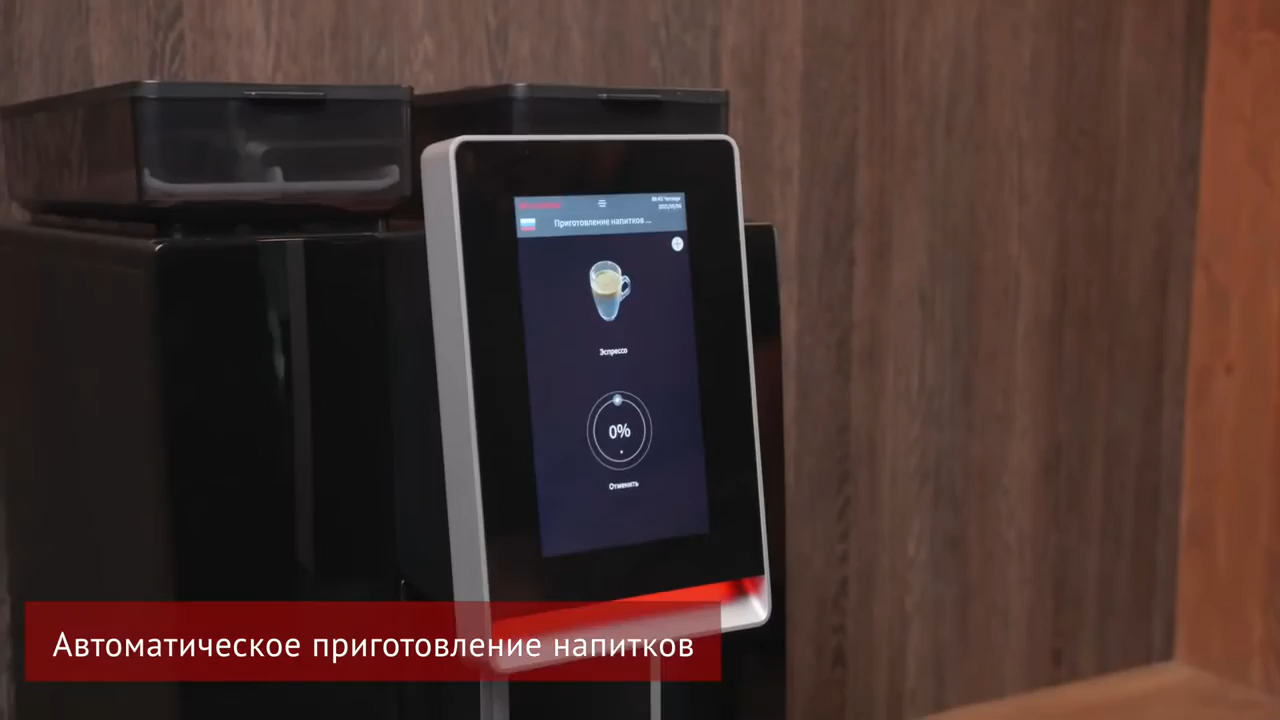 Приготовление напитков ...
Эспрессо
0%
Отменить
Автоматическое приготовление напитков